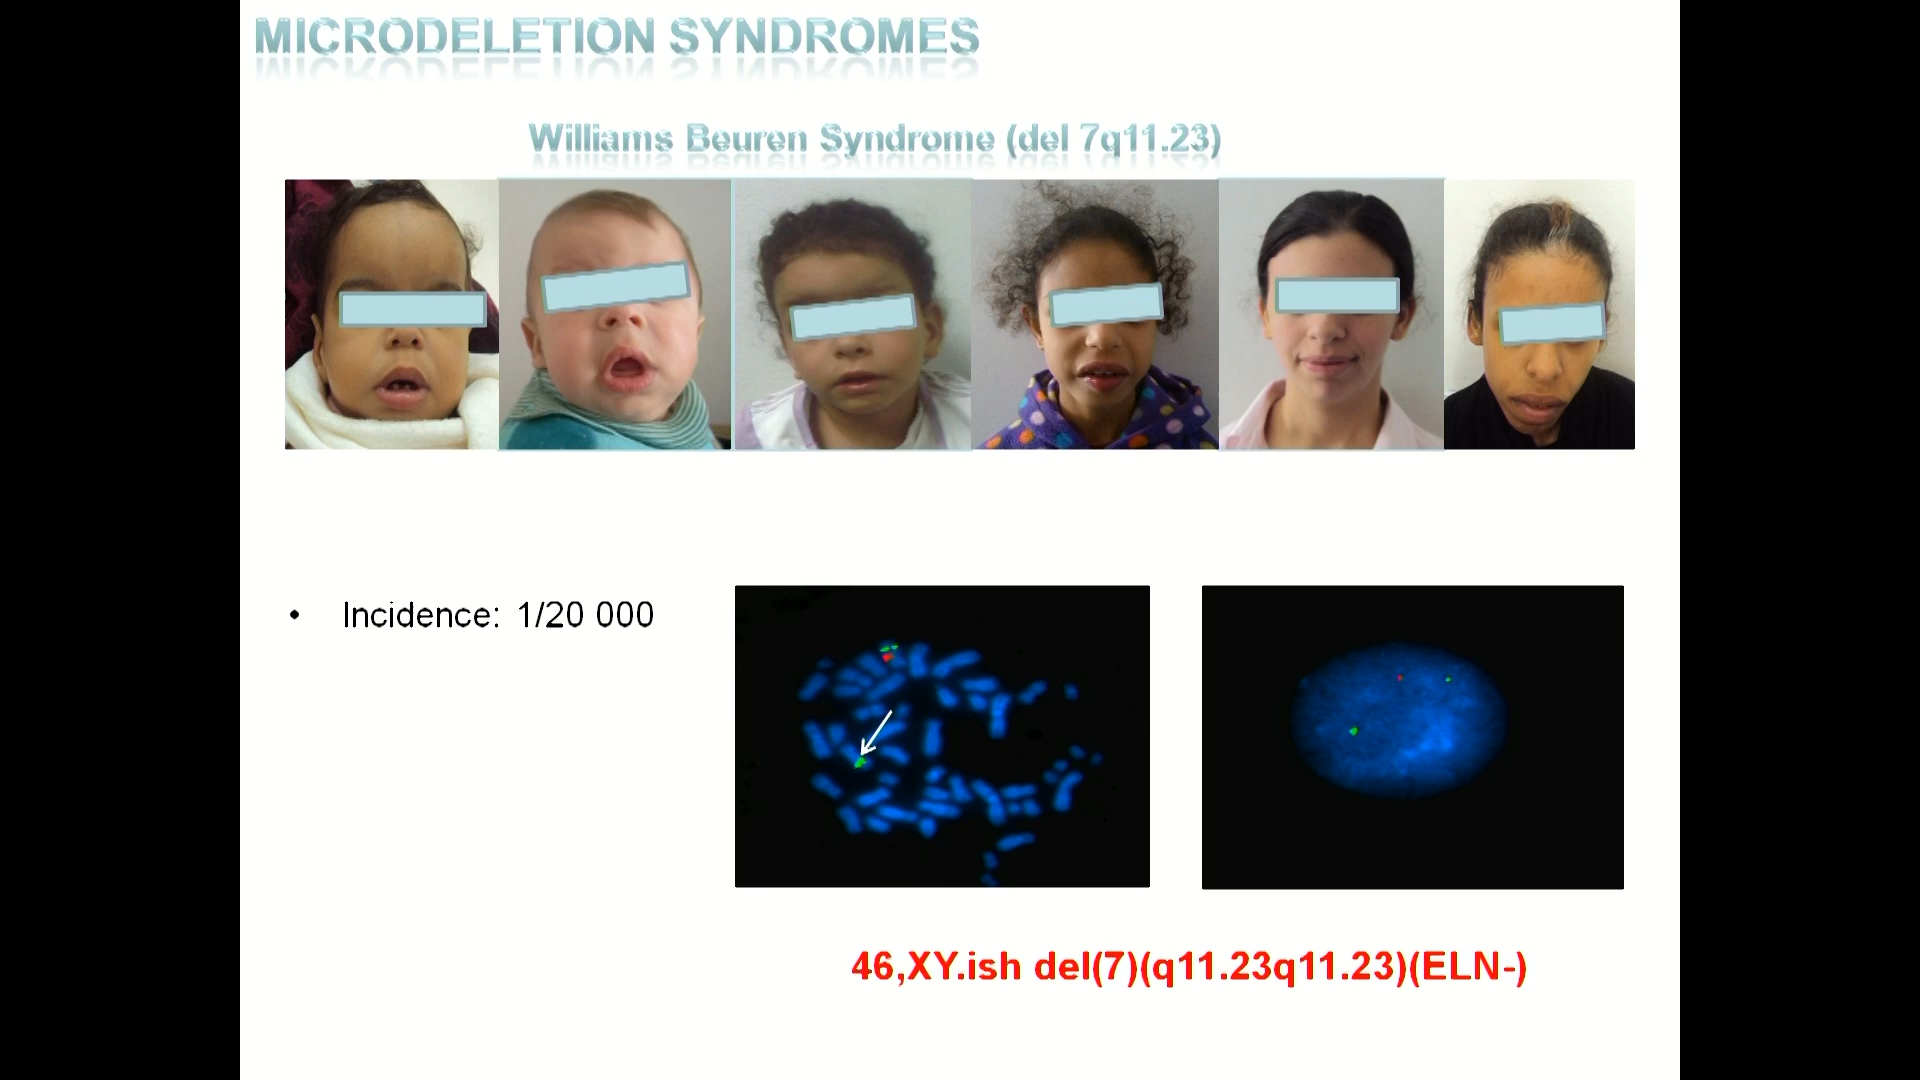 MICRODELETION SYNDROMES
Williams Beuren Syndrome (del 7q11.23)
• Incidence: 1/20 000
46,XY.ish del(7)(q11.23q11.23)(ELN-)